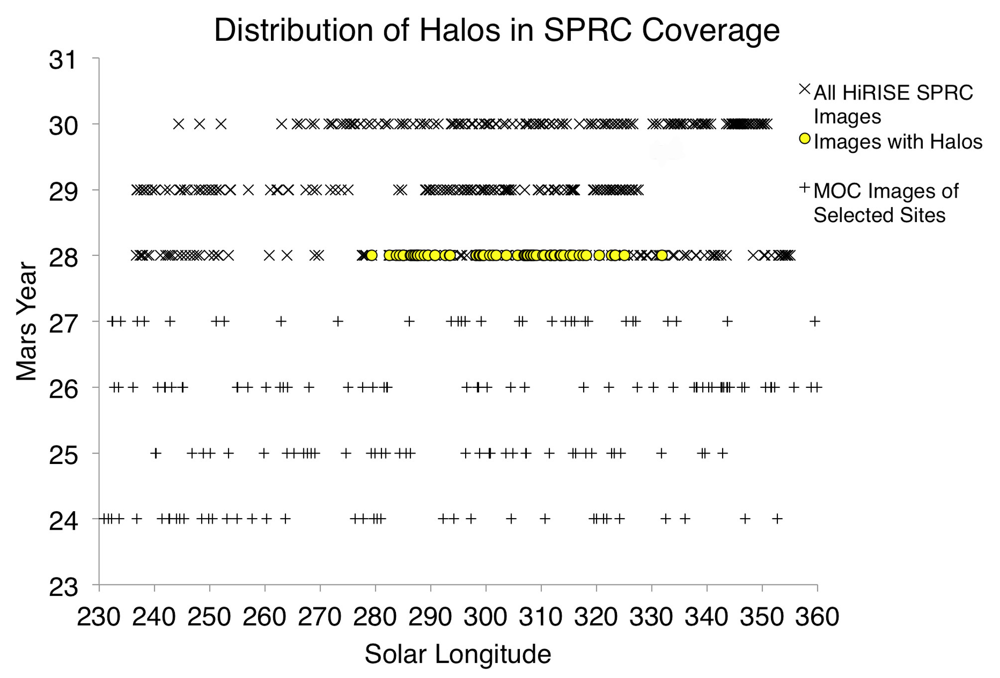 Distribution of Halos in SPRC Coverage
31
30
29
28
27
26
25
24
23
Mars Year
230 240 250 260 270 280 290 300 310 320 330 340 350 360
Solar Longitude
All HiRISE SPRC
Images
Images with Halos
MOC Images of
Selected Sites